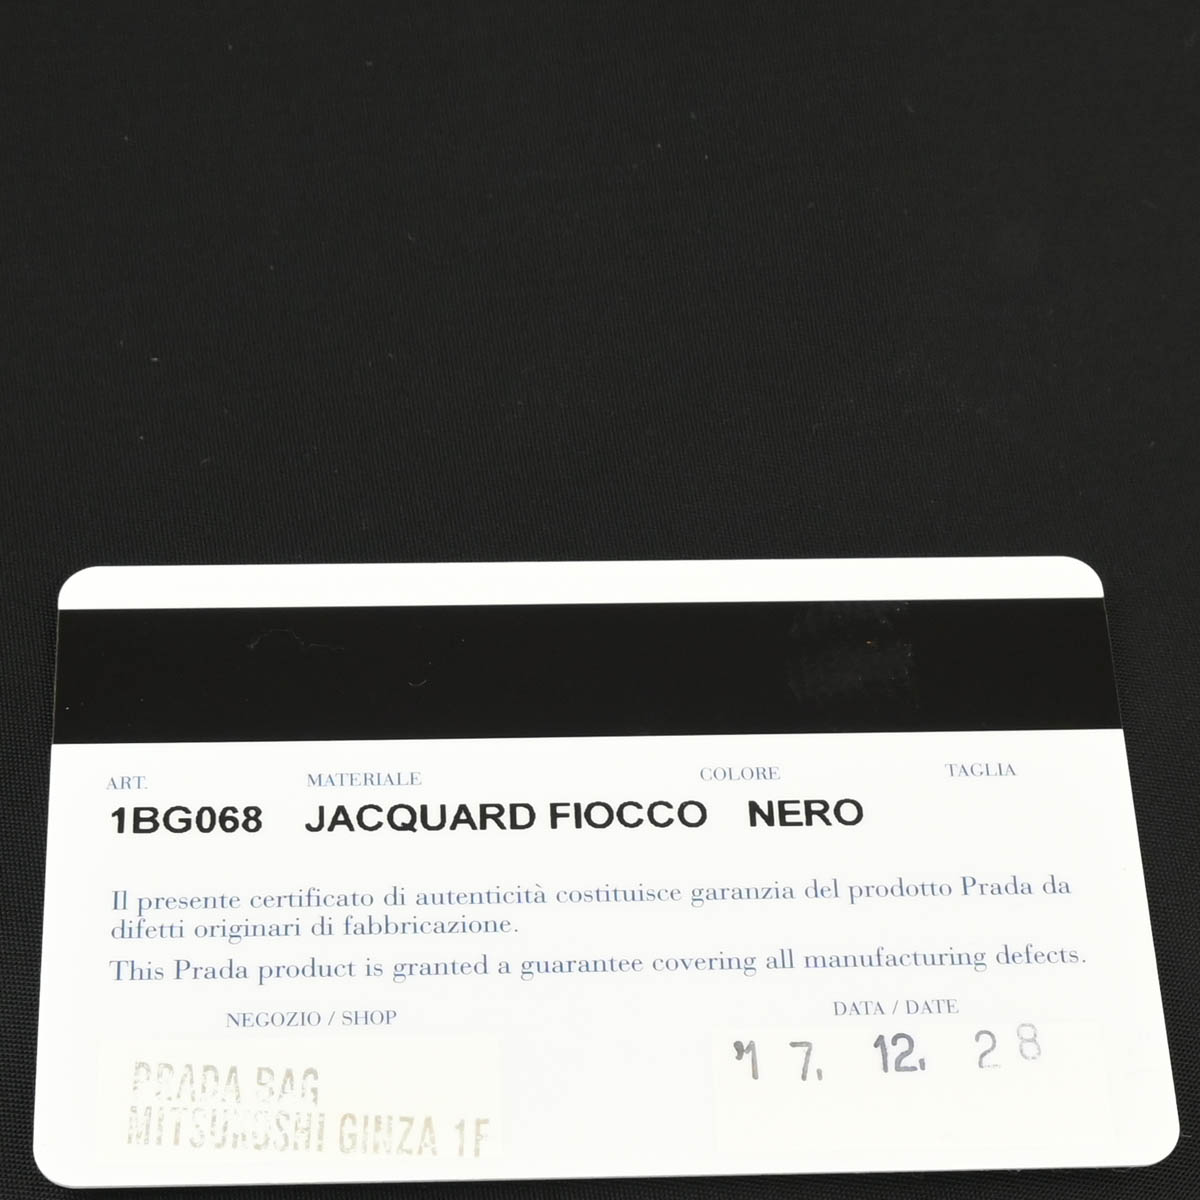 ART. MATERIALE COLORE TAGLIA
1BG068 JACQUARD FIOCCO NERO
Il presente certificato di autenticità costituisce garanzia del prodotto Prada da
difetti originari di fabbricazione.
This Prada product is granted a guarantee covering all manufacturing defects.
NEGOZIO / SHOP DATA / DATE
17. 12. 28
PRADA BAG
MITSUKOSHI GINZA 1F